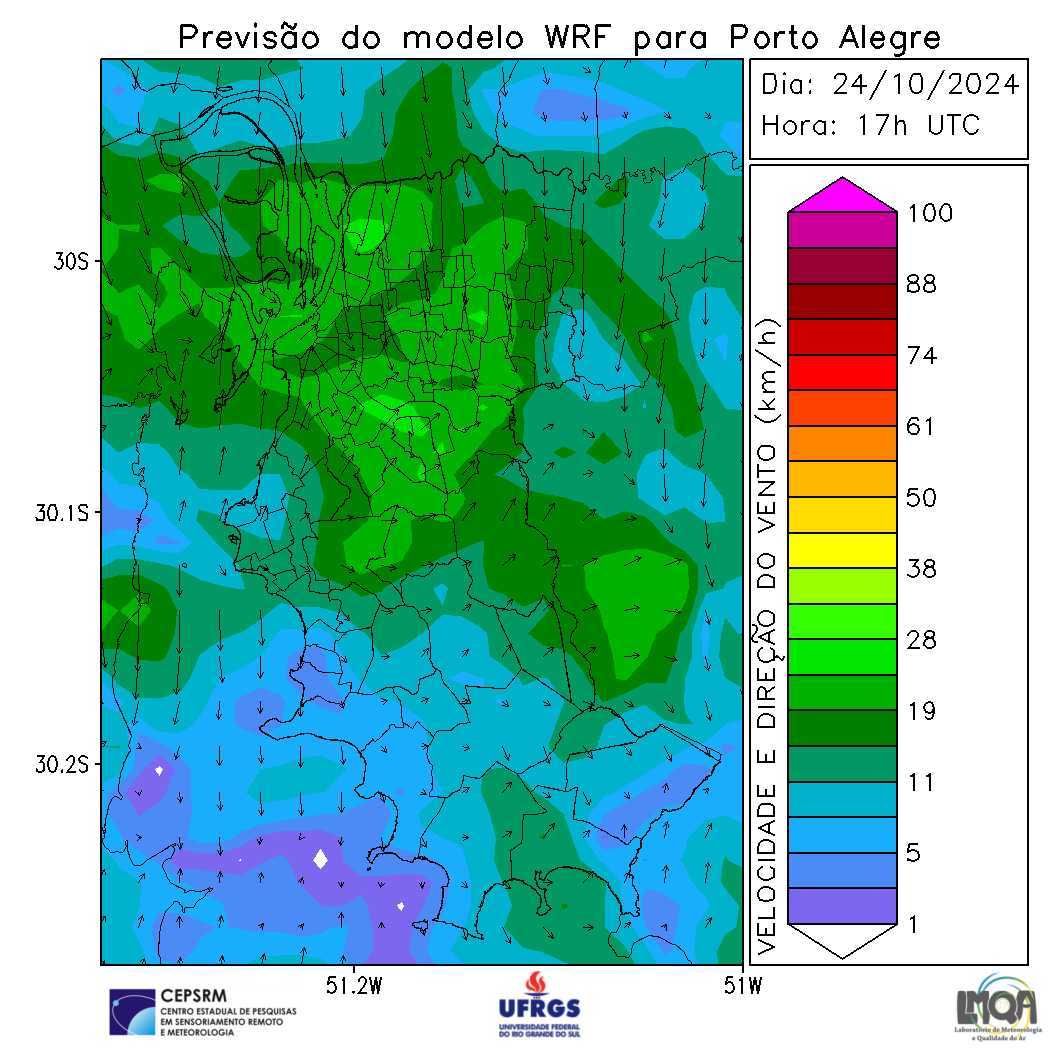 Previsão do modelo WRF para Porto Alegre
Dia: 24/10/2024
Hora: 17h UTC
30S
30.1S
30.2S
51.2W
51W
VELOCIDADE E DIREÇÃO DO VENTO (km/h)
100
88
74
61
50
38
28
19
11
5
1
CEPSRM
CENTRO ESTADUAL DE PESQUISAS
EM SENSORIAMENTO REMOTO
E METEOROLOGIA
UFRGS
UNIVERSIDADE FEDERAL
DO RIO GRANDE DO SUL
LMQA
Laboratório de Meteorologia
e Qualidade do Ar